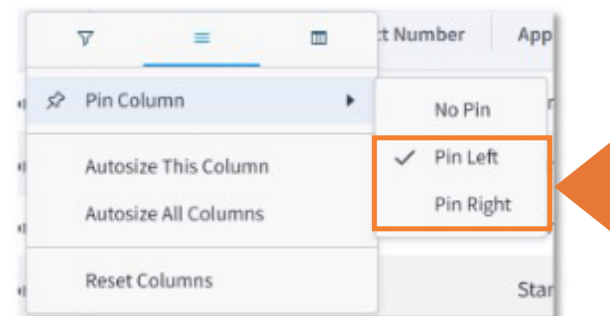 t Number App
Pin Column
No Pin
Autosize This Column
Pin Left
Autosize All Columns
Pin Right
Reset Columns
Star